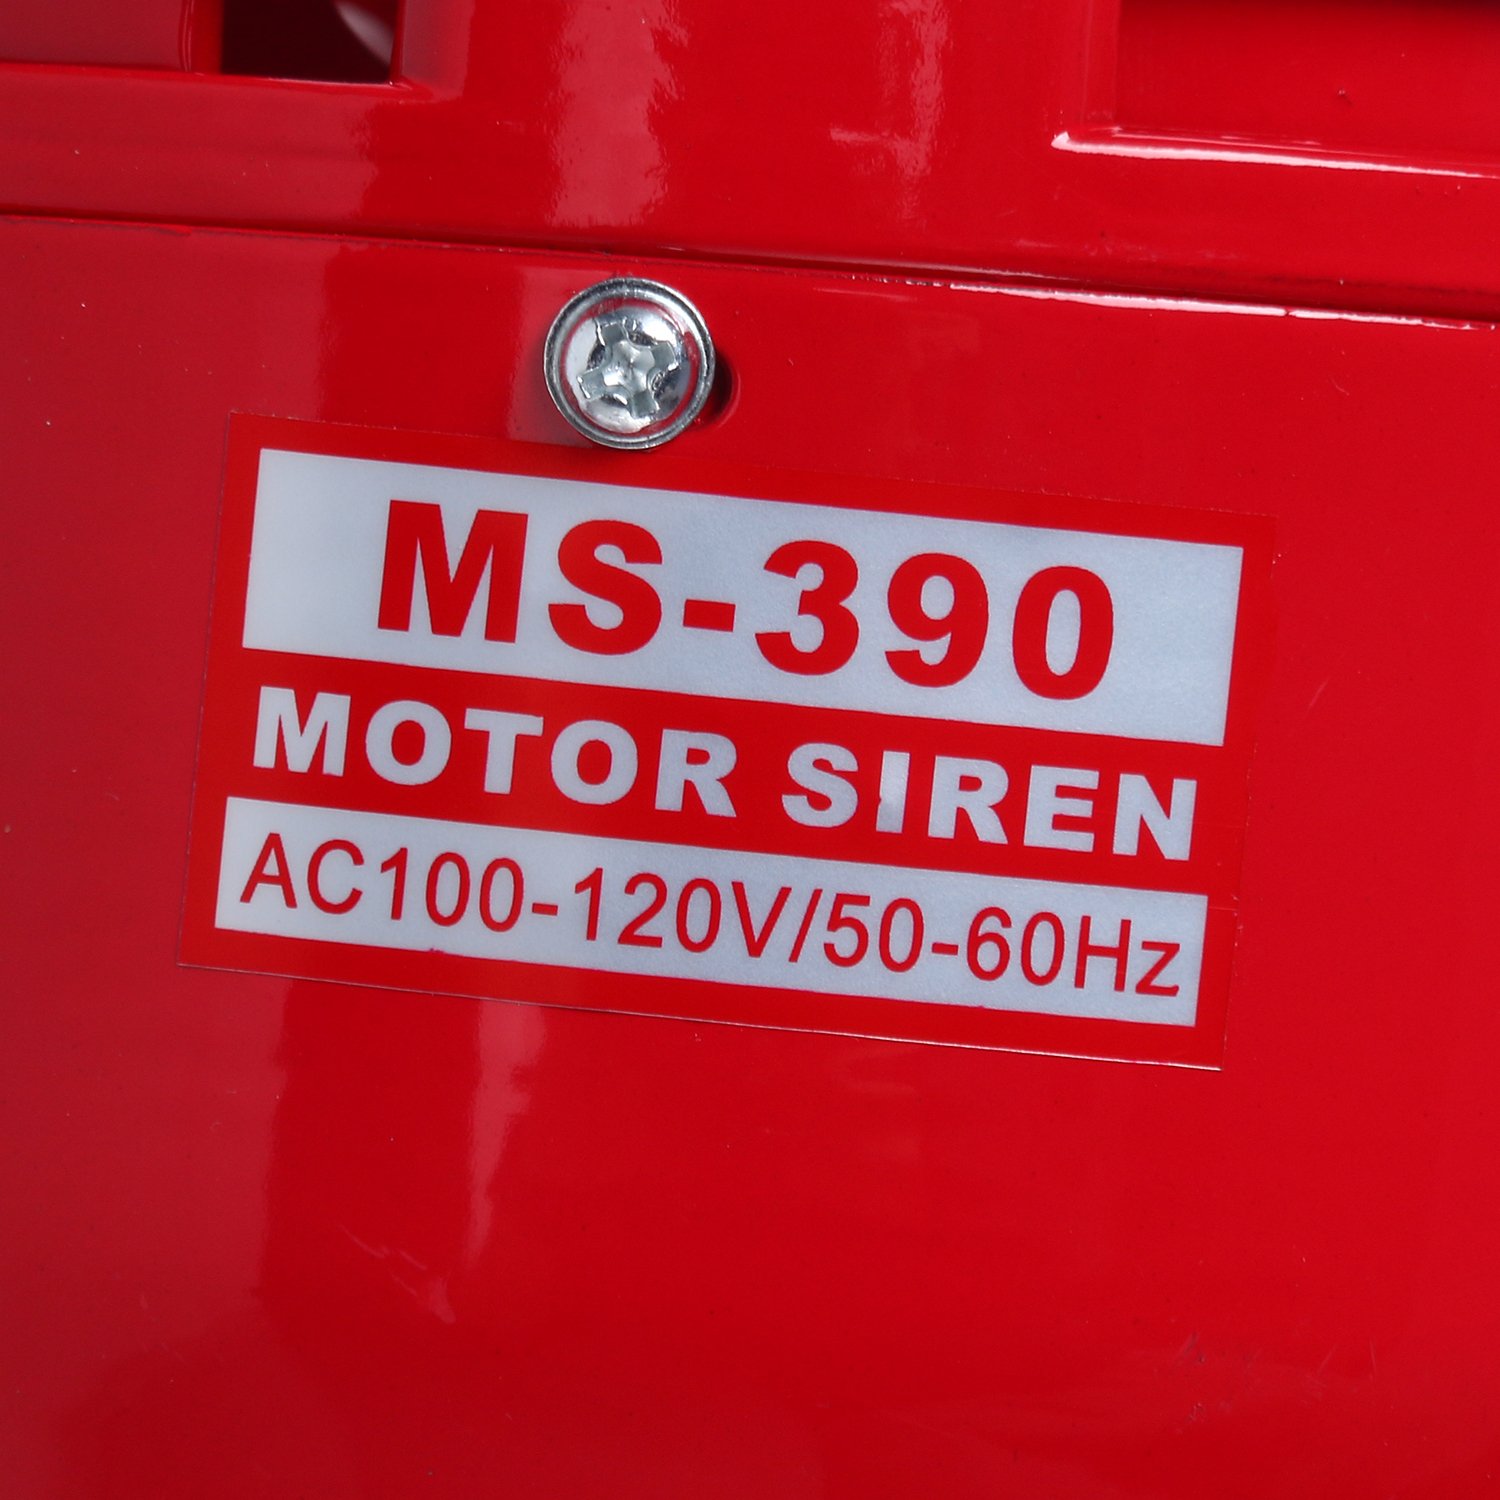 MS-390
MOTOR SIREN
AC100-120V/50-60Hz